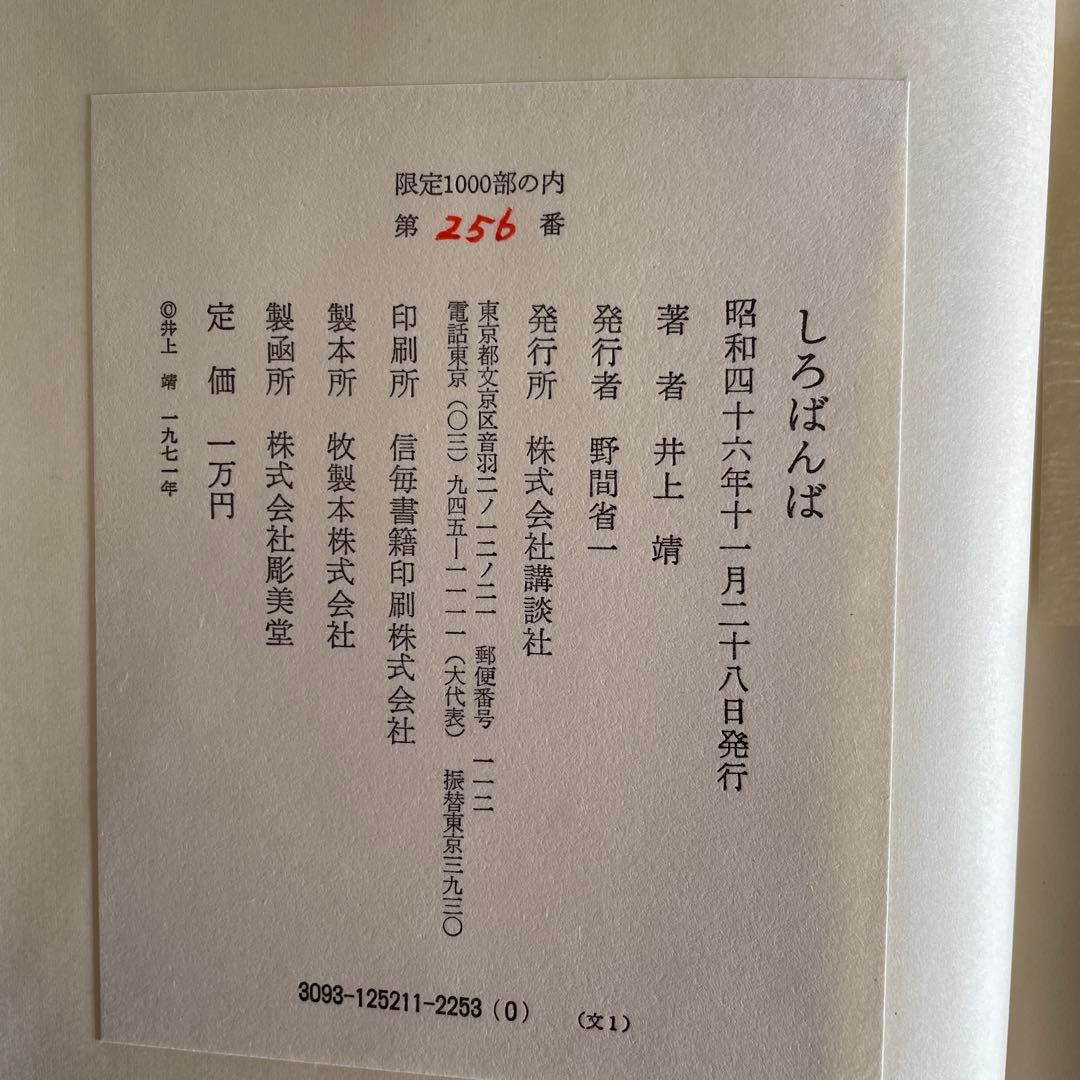 限定1000部の内
第 256 番
しろばんば
昭和四十六年十一月二十八日発行
著者 井上 靖
発行者 野間省一
発行所 株式会社講談社
東京都文京区音羽二ノ一二ノ二一 郵便番号 一一二
電話東京(〇三)九四五―一一一一(大代表) 振替東京三九三〇
印刷所 信毎書籍印刷株式会社
製本所 牧製本株式会社
製函所 株式会社彫美堂
定価 一万円
©井上 靖 一九七一年
3093-125211-2253(0) (文1)